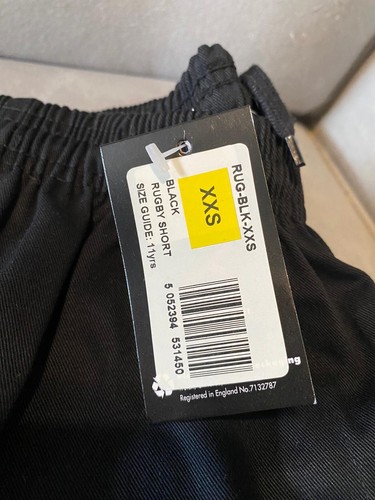 RUG-BLK-XXS
XXS
BLACK
RUGBY SHORT
SIZE GUIDE: 11yrs
5 052394 531450
Registered in England No.7132787